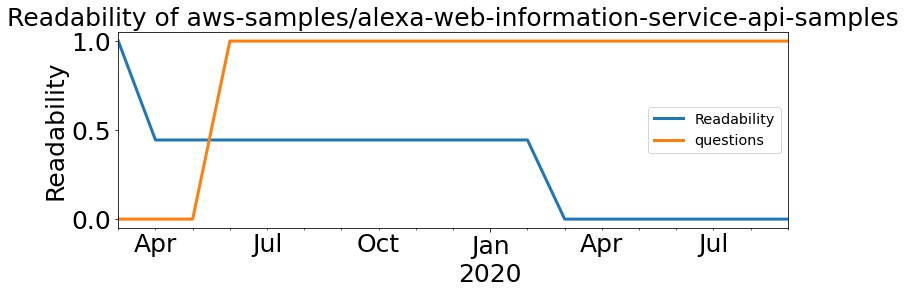 Readability of aws-samples/alexa-web-information-service-api-samples
Readability
1.0
0.5
0.0
Readability
questions
Apr Jul Oct Jan Apr Jul
2020